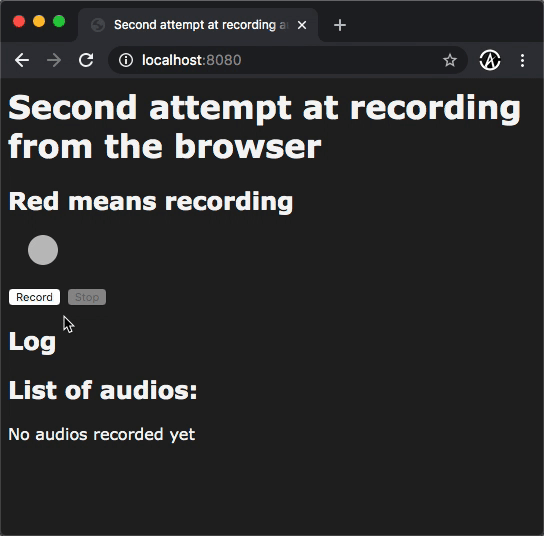 Second attempt at recording a
localhost:8080
Second attempt at recording
from the browser
Red means recording
Record Stop
Log
List of audios:
No audios recorded yet